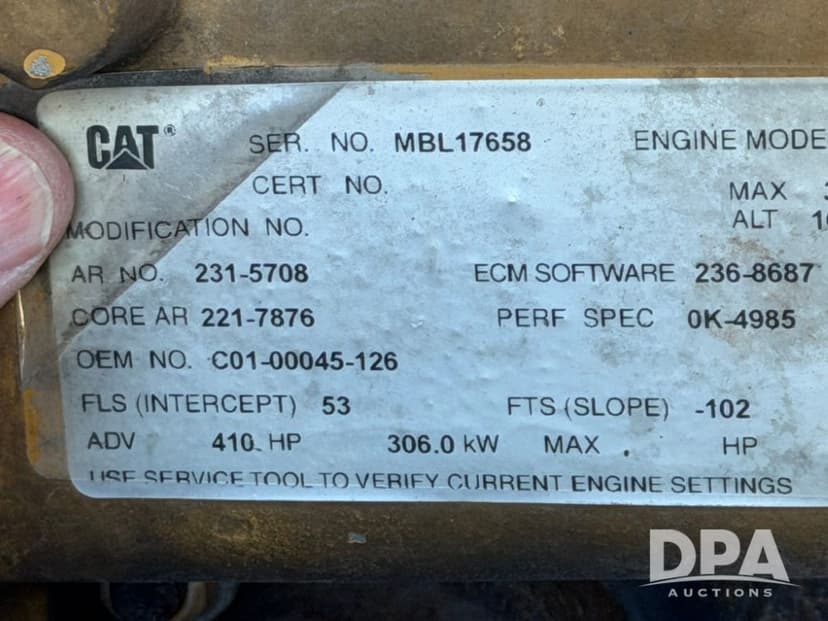 CAT® SER. NO. MBL17658 ENGINE MODE
CERT NO. MAX 3
MODIFICATION NO. ALT 10
AR NO. 231-5708 ECM SOFTWARE 236-8687
CORE AR 221-7876 PERF SPEC 0K-4985
OEM NO. C01-00045-126
FLS (INTERCEPT) 53 FTS (SLOPE) -102
ADV 410 HP 306.0 kW MAX . HP
USE SERVICE TOOL TO VERIFY CURRENT ENGINE SETTINGS
DPA
AUCTIONS